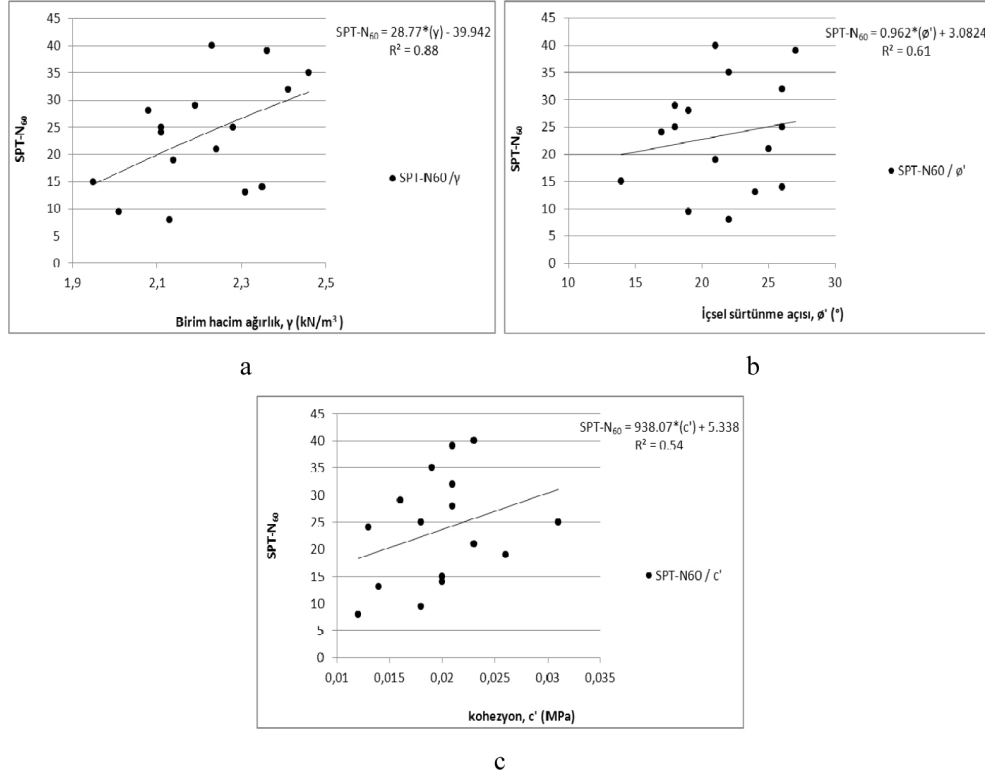 SPT-N60 = 28.77*(γ) - 39.942
R² = 0.88
45
40
35
30
25
20
15
10
5
0
SPT-N60
SPT-N60 /γ
1,9
2,1
2,3
2,5
Birim hacim ağırlık, γ (kN/m³ )
a
SPT-N60 = 0.962*(ø') + 3.0824
R² = 0.61
45
40
35
30
25
20
15
10
5
0
SPT-N60
SPT-N60 / ø'
10
15
20
25
30
İçsel sürtünme açısı, ø' (°)
b
SPT-N60 = 938.07*(c') + 5.338
R² = 0.54
45
40
35
30
25
20
15
10
5
0
SPT-N60
SPT-N60 / c'
0,01
0,015
0,02
0,025
0,03
0,035
kohezyon, c' (MPa)
c